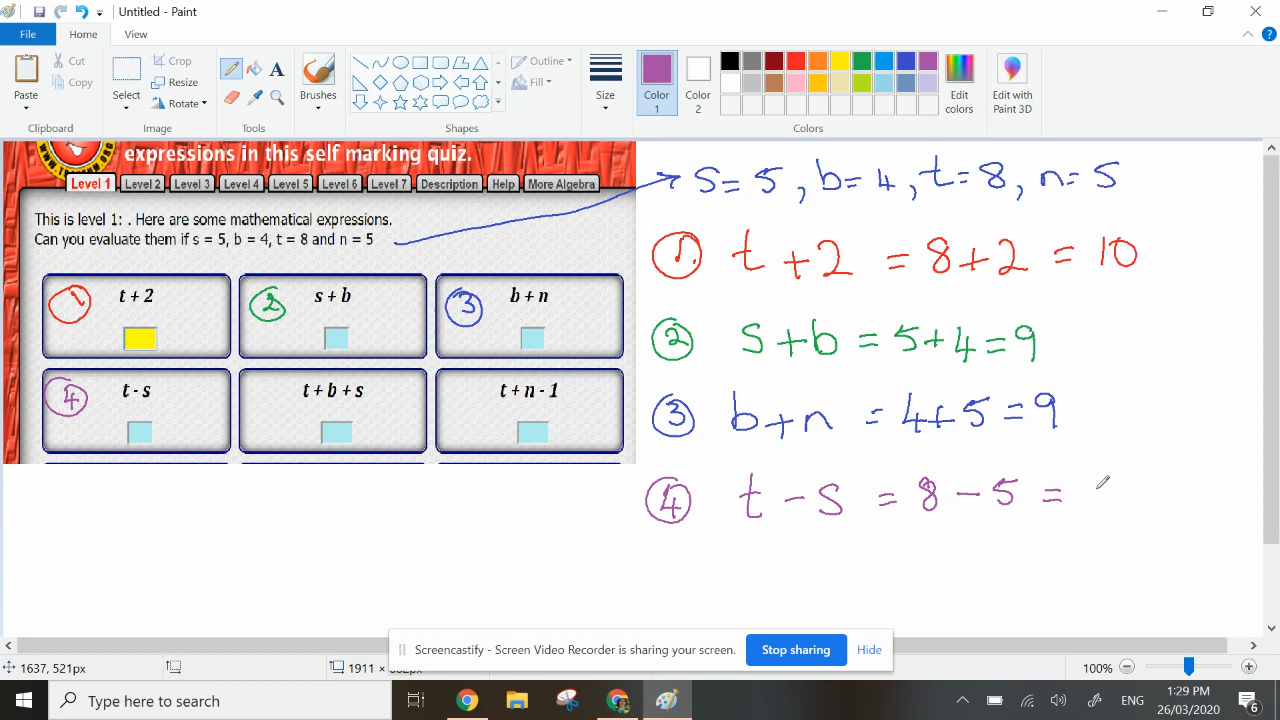 Untitled - Paint
File Home View
Paste Cut Copy
Clipboard
Select Crop Resize Rotate
Image
Tools
Brushes
Shapes
Outline
Fill
Size
Color 1
Color 2
Edit colors
Colors
Edit with Paint 3D
expressions in this self marking quiz.
Level 1 Level 2 Level 3 Level 4 Level 5 Level 6 Level 7 Description Help More Algebra
This is level 1: . Here are some mathematical expressions.
Can you evaluate them if s = 5, b = 4, t = 8 and n = 5
1 t + 2
2 s + b
3 b + n
4 t - s
t + b + s
t + n - 1
s = 5, b = 4, t = 8, n = 5
1. t + 2 = 8 + 2 = 10
2 s + b = 5 + 4 = 9
3 b + n = 4 + 5 = 9
4 t - s = 8 - 5 =
Screencastify - Screen Video Recorder is sharing your screen. Stop sharing Hide
1637, 521px
100%
Type here to search
ENG
1:29 PM
26/03/2020
6